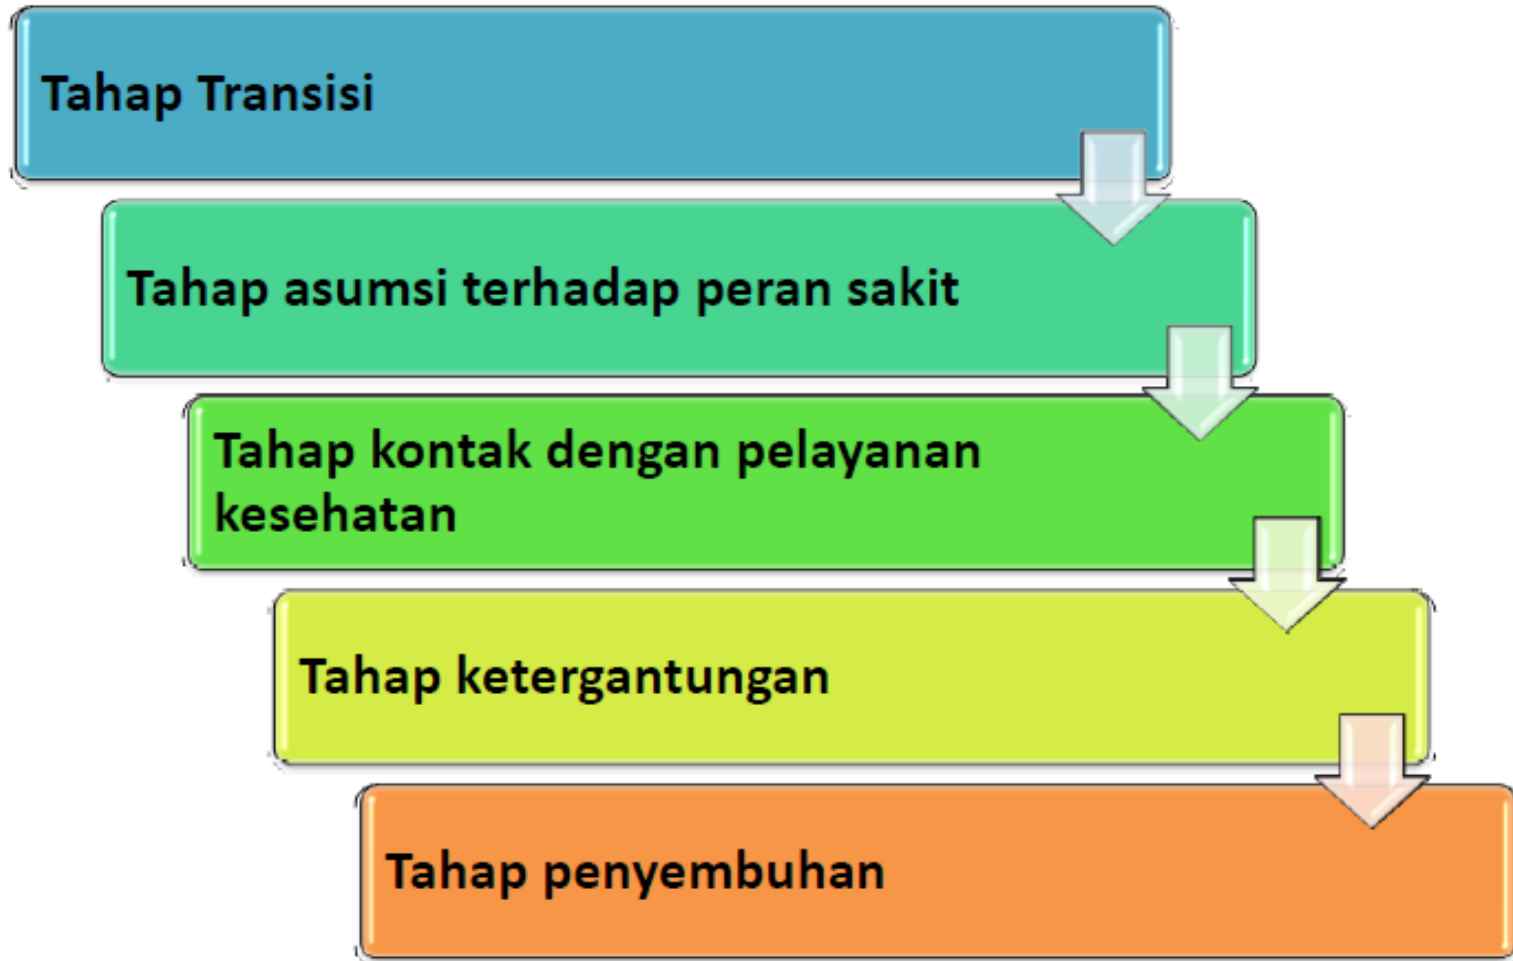 Tahap Transisi
Tahap asumsi terhadap peran sakit
Tahap kontak dengan pelayanan
kesehatan
Tahap ketergantungan
Tahap penyembuhan